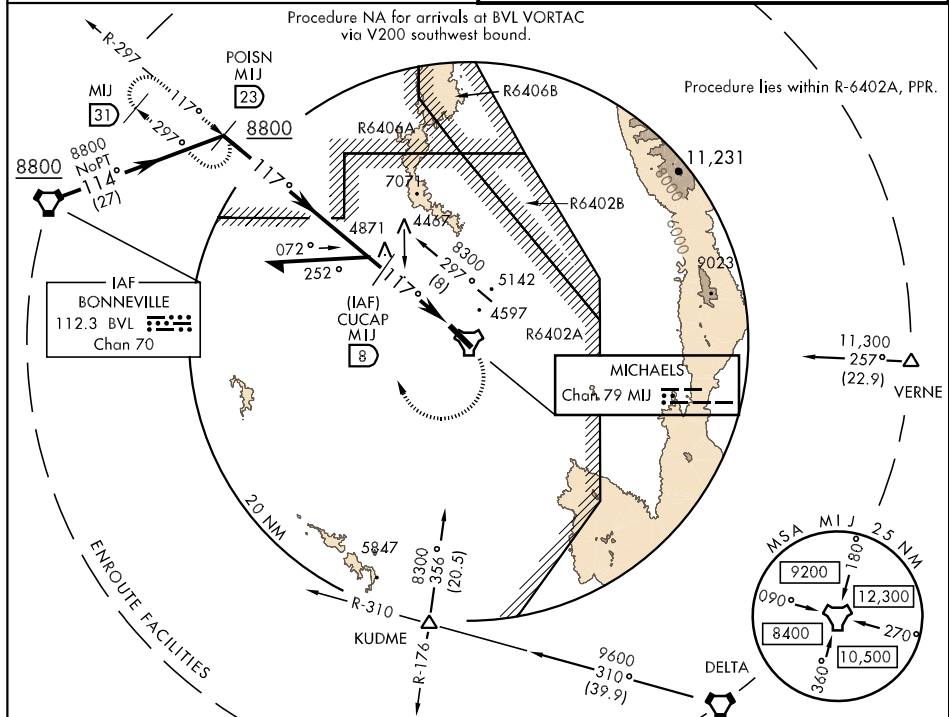 Procedure NA for arrivals at BVL VORTAC
via V200 southwest bound.
R-297
POISN
MIJ
23
MIJ
31
117°
297°
8800
8800
8800
NoPT
114°
(27)
117°
R6406B
R6406A
Procedure lies within R-6402A, PPR.
11,231
8000
6000
9023
7071
R6402B
4871
4467
072°
252°
8300
297°
(8)
5142
4597
117°
R6402A
(IAF)
CUCAP
MIJ
8
IAF
BONNEVILLE
112.3 BVL
Chan 70
MICHAELS
Chan 79 MIJ
11,300
257°
(22.9)
VERNE
20 NM
5847
8300
356°
(20.5)
R-310
KUDME
R-176
9600
310°
(39.9)
DELTA
ENROUTE FACILITIES
MSA MIJ 25 NM
180°
9200
090°
12,300
8400
270°
360°
10,500